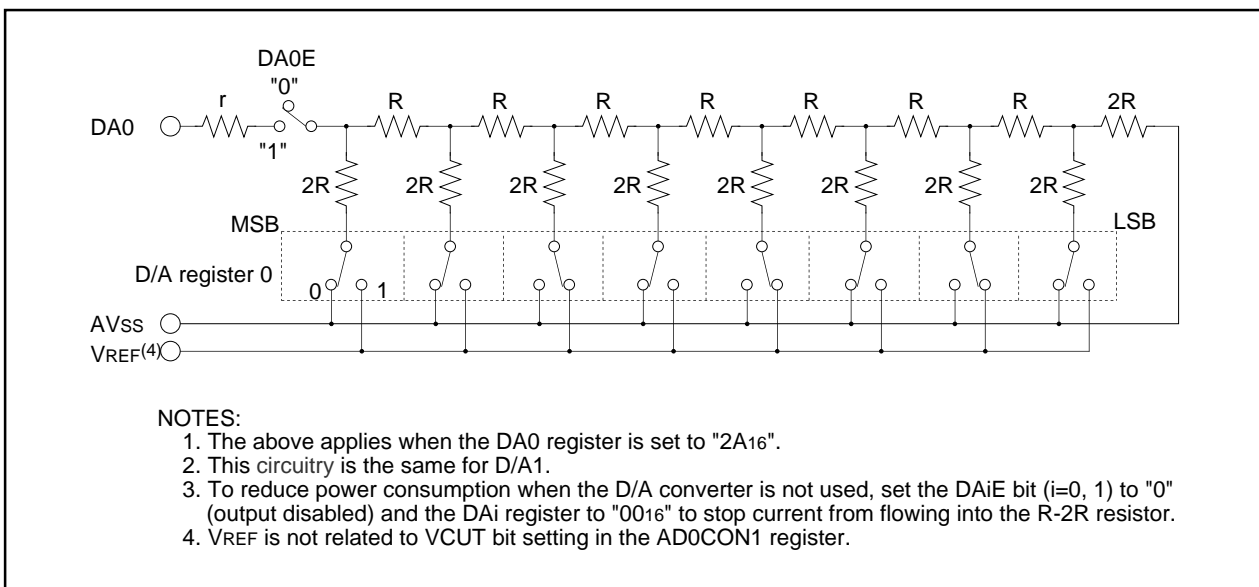 DA0E
"0"
r R R R R R R R 2R
DA0
"1"
2R 2R 2R 2R 2R 2R 2R 2R
MSB LSB
D/A register 0
0 1
AVSS
VREF(4)
NOTES:
1. The above applies when the DA0 register is set to "2A16".
2. This circuitry is the same for D/A1.
3. To reduce power consumption when the D/A converter is not used, set the DAiE bit (i=0, 1) to "0"
(output disabled) and the DAi register to "0016" to stop current from flowing into the R-2R resistor.
4. VREF is not related to VCUT bit setting in the AD0CON1 register.